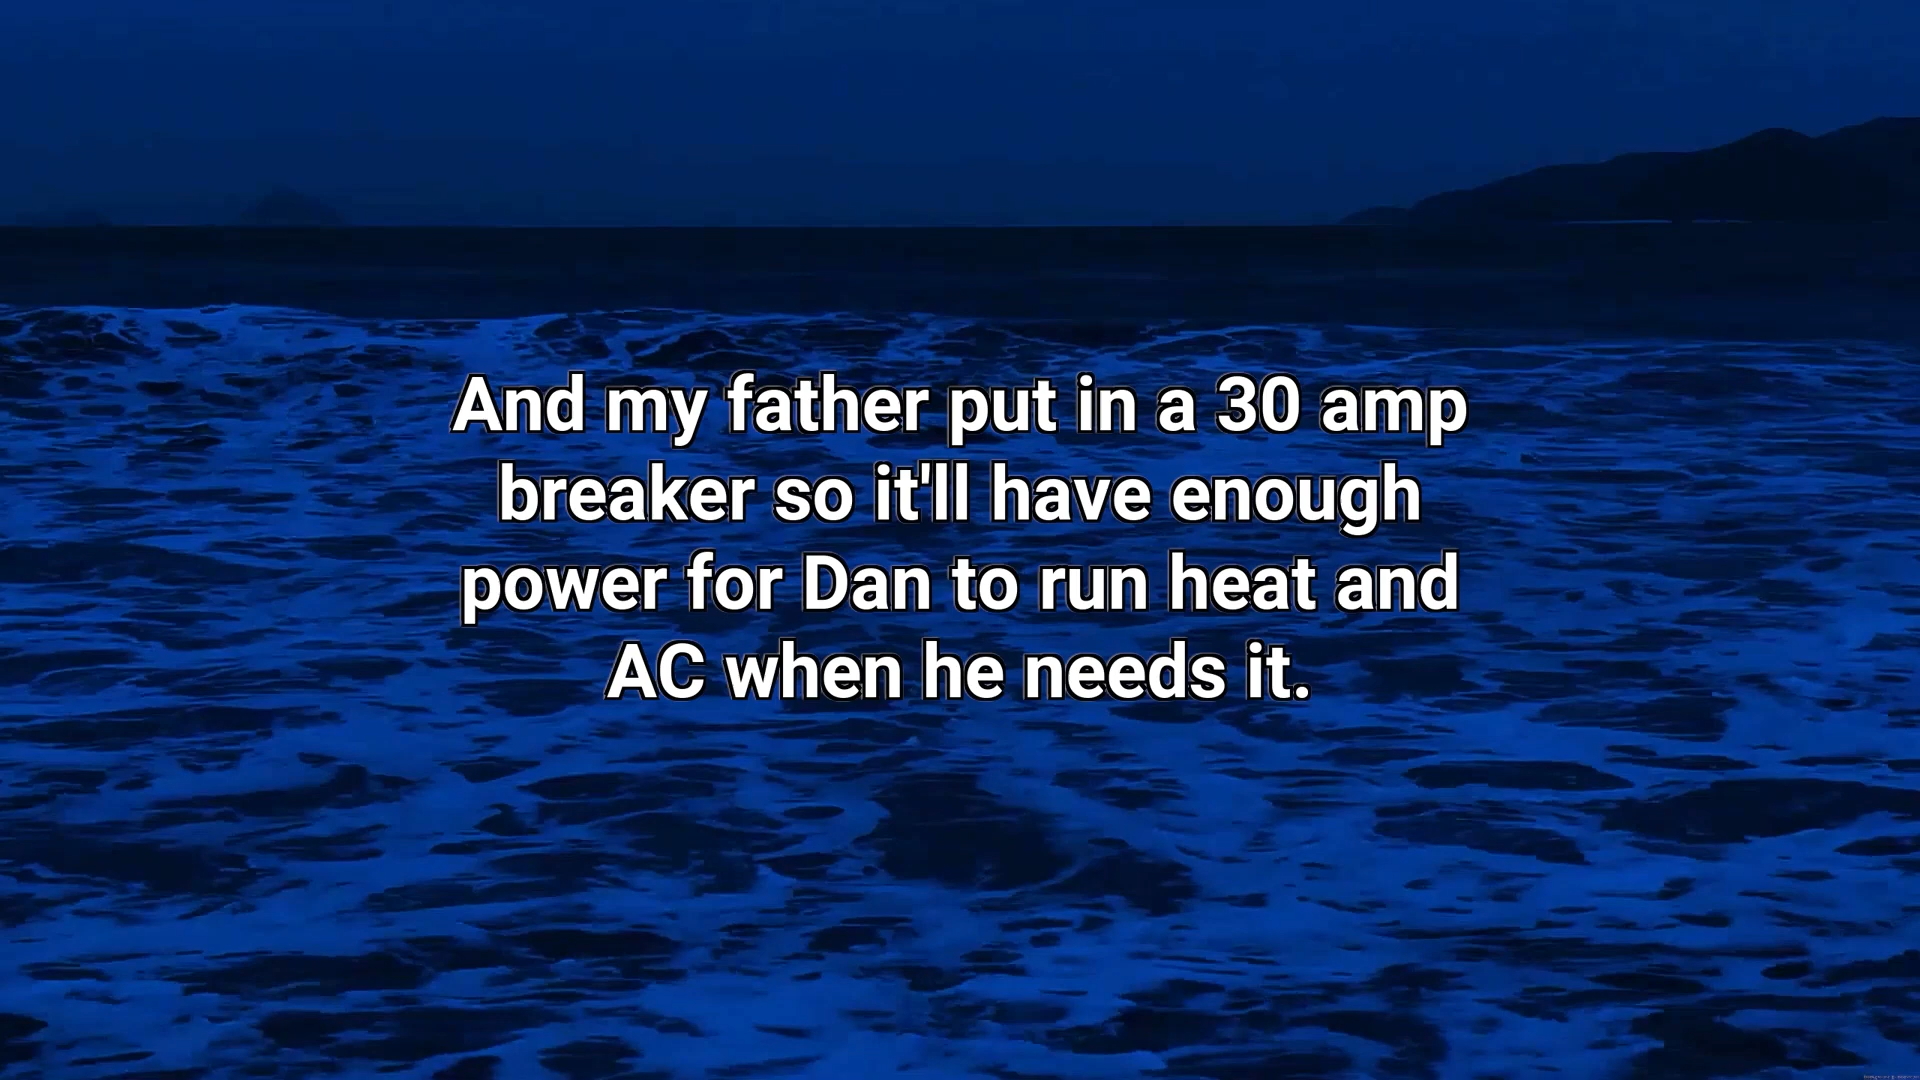 And my father put in a 30 amp
breaker so it'll have enough
power for Dan to run heat and
AC when he needs it.